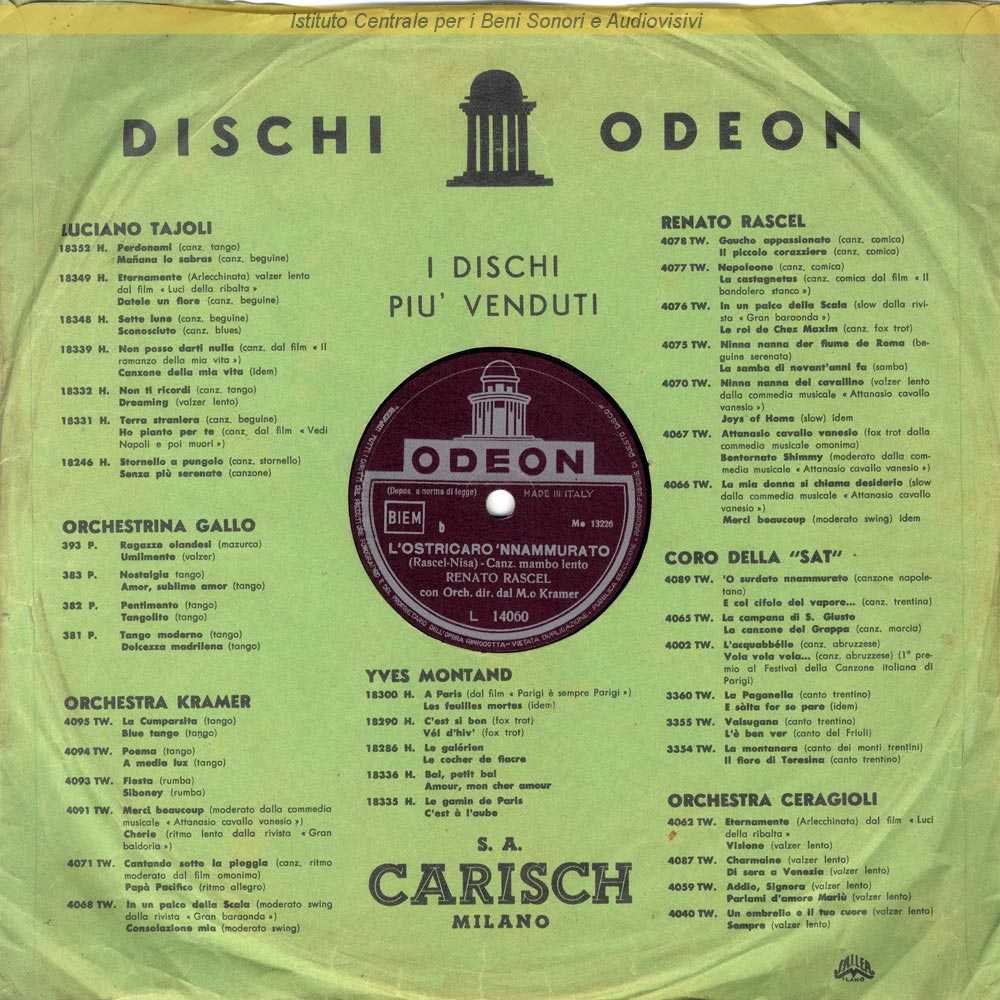 Istituto Centrale per i Beni Sonori e Audiovisivi
DISCHI ODEON
I DISCHI
PIU' VENDUTI
LUCIANO TAJOLI
18352 H. Perdonami (canz. tango)
Mañana lo sabras (canz. beguine)
18349 H. Eternamente (Arlecchinata) valzer lento
dal film « Luci della ribalta »
Datele un fiore (canz. beguine)
18348 H. Sette lune (canz. beguine)
Sconosciuto (canz. blues)
18339 H. Non posso darti nulla (canz. dal film « Il
romanzo della mia vita »)
Canzone della mia vita (idem)
18332 H. Non ti ricordi (canz. tango)
Dreaming (valzer lento)
18331 H. Terra straniera (canz. beguine)
Ho pianto per te (canz. dal film « Vedi
Napoli e poi muori »)
18246 H. Stornello a pungolo (canz. stornello)
Senza più serenate (canzone)
ORCHESTRINA GALLO
393 P. Ragazze olandesi (mazurca)
Umilmente (valzer)
383 P. Nostalgia tango)
Amor, sublime amor (tango)
382 P. Pentimento (tango)
Tangolito (tango)
381 P. Tango moderno (tango)
Dolcezza madrilena (tango)
ORCHESTRA KRAMER
4095 TW. La Cumparsita (tango)
Blue tango (tango)
4094 TW. Poema (tango)
A media luz (tango)
4093 TW. Fiesta (rumba)
Siboney (rumba)
4091 TW. Merci beaucoup (moderato dalla commedia
musicale « Attanasio cavallo vanesio »)
Cherie (ritmo lento dalla rivista « Gran
baldoria »)
4071 TW. Cantando sotto la pioggia (canz. ritmo
moderato dal film omonimo)
Papà Pacifico (ritmo allegro)
4068 TW. In un palco della Scala (moderato swing
dalla rivista « Gran baraonda »)
Consolazione mia (moderato swing)
ODEON
(Depos. a norma di legge) MADE IN ITALY
BIEM b Mo 13226
L'OSTRICARO 'NNAMMURATO
(Rascel-Nisa) - Canz. mambo lento
RENATO RASCEL
con Orch. dir. dal M.o Kramer
L 14060
YVES MONTAND
18300 H. A Paris (dal film « Parigi è sempre Parigi »)
Les feuilles mortes (idem)
18290 H. C'est si bon (fox trot)
Vél d'hiv' (fox trot)
18286 H. Le galérien
Le cocher de fiacre
18336 H. Bal, petit bal
Amour, mon cher amour
18335 H. Le gamin de Paris
C'est à l'aube
S. A.
CARISCH
MILANO
RENATO RASCEL
4078 TW. Gaucho appassionato (canz. comica)
Il piccolo corazziere (canz. comica)
4077 TW. Napoleone (canz. comica)
La castagnetas (canz. comica dal film « Il
bandolero stanco »)
4076 TW. In un palco della Scala (slow dalla rivi-
sta « Gran baraonda »)
Le roi de Chez Maxim (canz. fox trot)
4075 TW. Ninna nanna der fiume de Roma (be-
guine serenata)
La samba di novant'anni fa (samba)
4070 TW. Ninna nanna del cavallino (valzer lento
dalla commedia musicale « Attanasio cavallo
vanesio »)
Joys of Home (slow) idem
4067 TW. Attanasio cavallo vanesio (fox trot dalla
commedia musicale omonima)
Bentornato Shimmy (moderato dalla com-
media musicale « Attanasio cavallo vanesio »)
4066 TW. La mia donna si chiama desiderio (slow
dalla commedia musicale « Attanasio cavallo
vanesio »)
Merci beaucoup (moderato swing) idem
CORO DELLA "SAT"
4089 TW. 'O surdato nnamurato (canzone napole-
tana)
E col cifolo del vapore... (canz. trentina)
4065 TW. La campana di S. Giusto
La canzone del Grappa (canz. marcia)
4002 TW. L'acquabbélle (canz. abruzzese)
Vola vola vola... (canz. abruzzese) (1° pre-
mio al Festival della Canzone italiana di
Parigi)
3360 TW. La Paganella (canto trentino)
E sàlta for so pare (idem)
3355 TW. Valsugana (canto trentino)
L'è ben ver (canto del Friuli)
3354 TW. La montanara (canto dei monti trentini)
Il fiore di Teresina (canto trentino)
ORCHESTRA CERAGIOLI
4062 TW. Eternamente (Arlecchinata) dal film « Luci
della ribalta »
Visione (valzer lento)
4087 TW. Charmaine (valzer lento)
Di sera a Venezia (valzer lento)
4059 TW. Addio, Signora (valzer lento)
Parlami d'amore Mariù (valzer lento)
4040 TW. Un ombrello e il tuo cuore (valzer lento)
Sempre (valzer lento)